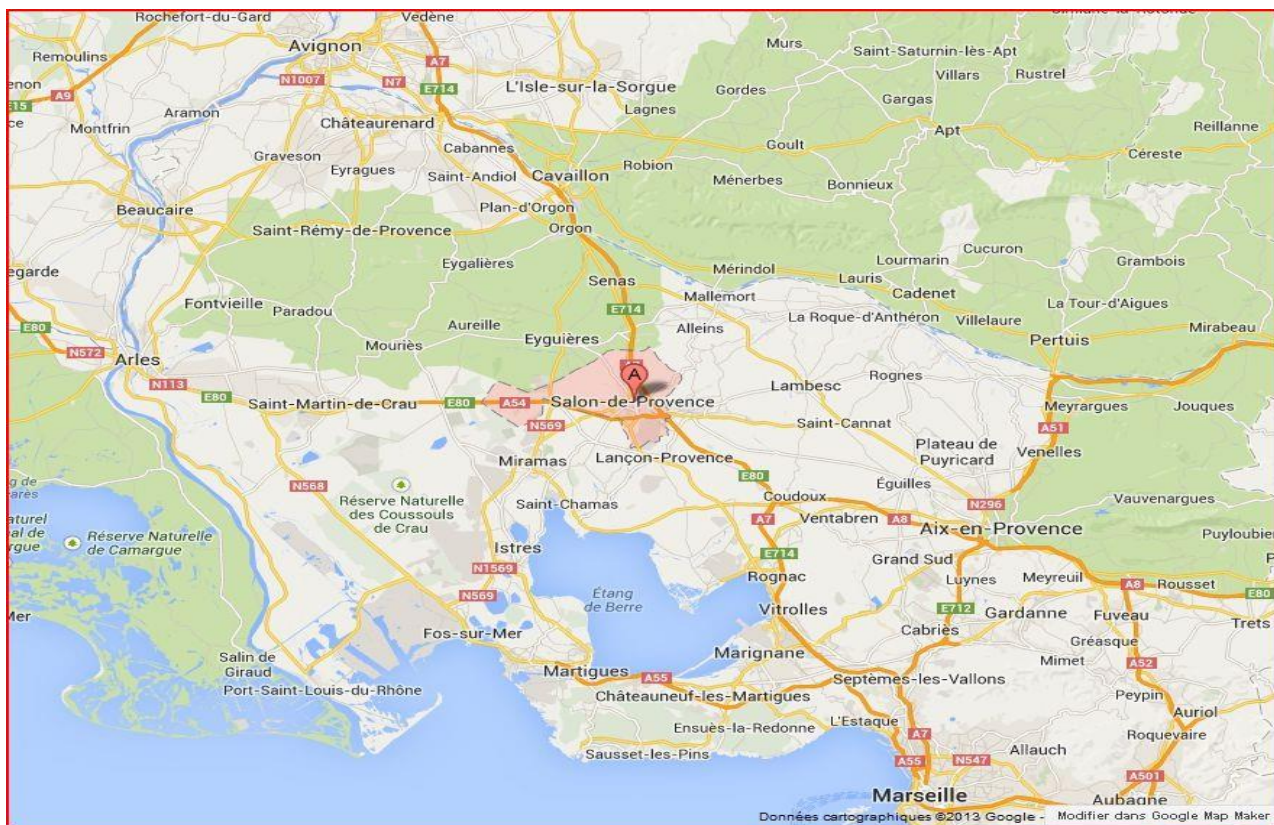 Rochefort-du-Gard
Vedène
Avignon
Remoulins
A7
N1007
N7
E714
A9
E15
Aramon
Montfrin
Châteaurenard
L'Isle-sur-la-Sorgue
Lagnes
Murs
Gordes
Saint-Saturnin-lès-Apt
Villars
Rustrel
Gargas
Apt
Reillanne
Céreste
Goult
Graveson
Eyragues
Cabannes
Saint-Andiol
Robion
Cavaillon
Ménerbes
Bonnieux
Beaucaire
Plan-d'Orgon
Orgon
Saint-Rémy-de-Provence
Eygalières
Cucuron
Lourmarin
Grambois
Senas
Mérindol
Lauris
Cadenet
Mallemort
La Tour-d'Aigues
Fontvieille
Paradou
E714
La Roque-d'Anthéron
Villelaure
Mirabeau
Aureille
Alleins
Eyguières
Pertuis
E80
Mouriès
N572
Arles
A
N113
Lambesc
Rognes
E80
Saint-Martin-de-Crau
E80
A54
Salon-de-Provence
Meyrargues
Jouques
N569
Saint-Cannat
A51
Plateau de
Puyricard
Venelles
Miramas
Lançon-Provence
E80
N568
Éguilles
Réserve Naturelle
des Coussouls
de Crau
Saint-Chamas
Coudoux
N296
Vauvenargues
A7
Ventabren
A8
Aix-en-Provence
Puyloubier
Réserve Naturelle
de Camargue
Istres
E714
Grand Sud
N1569
Rognac
Luynes
Meyreuil
A8
Rousset
E80
N569
Étang
de Berre
Vitrolles
E712
Gardanne
Fuveau
Trets
Fos-sur-Mer
Cabriès
Gréasque
Mimet
A52
Salin de
Giraud
Marignane
Martigues
A55
Septèmes-les-Vallons
Port-Saint-Louis-du-Rhône
Châteauneuf-les-Martigues
Peypin
Auriol
Ensuès-la-Redonne
L'Estaque
Roquevaire
A7
Sausset-les-Pins
Allauch
A55
N547
A501
Marseille
Aubagne
Données cartographiques ©2013 Google - Modifier dans Google Map Maker